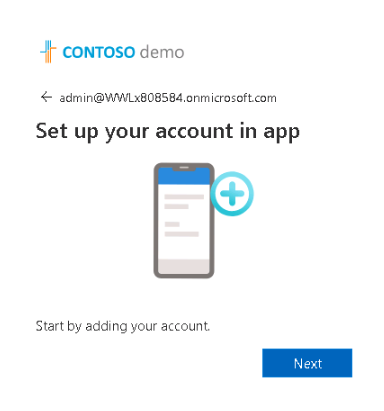 CONTOSO demo
admin@WWLx808584.onmicrosoft.com
Set up your account in app
Start by adding your account.
Next